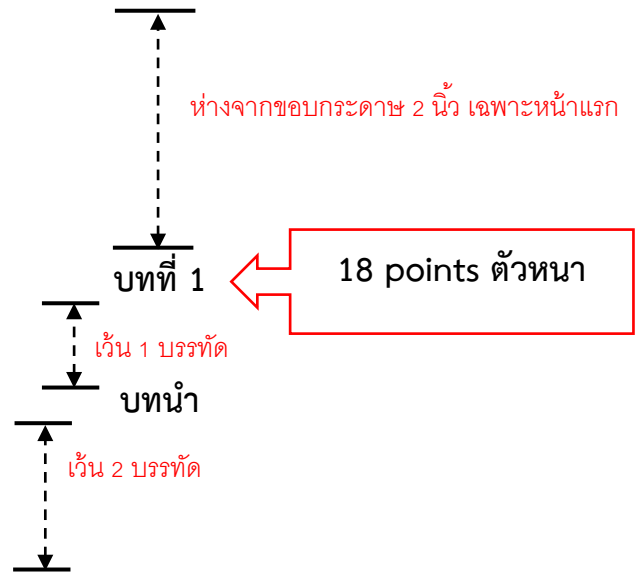 ห่างจากขอบกระดาษ 2 นิ้ว เฉพาะหน้าแรก
บทที่ 1
18 points ตัวหนา
เว้น 1 บรรทัด
บทนำ
เว้น 2 บรรทัด